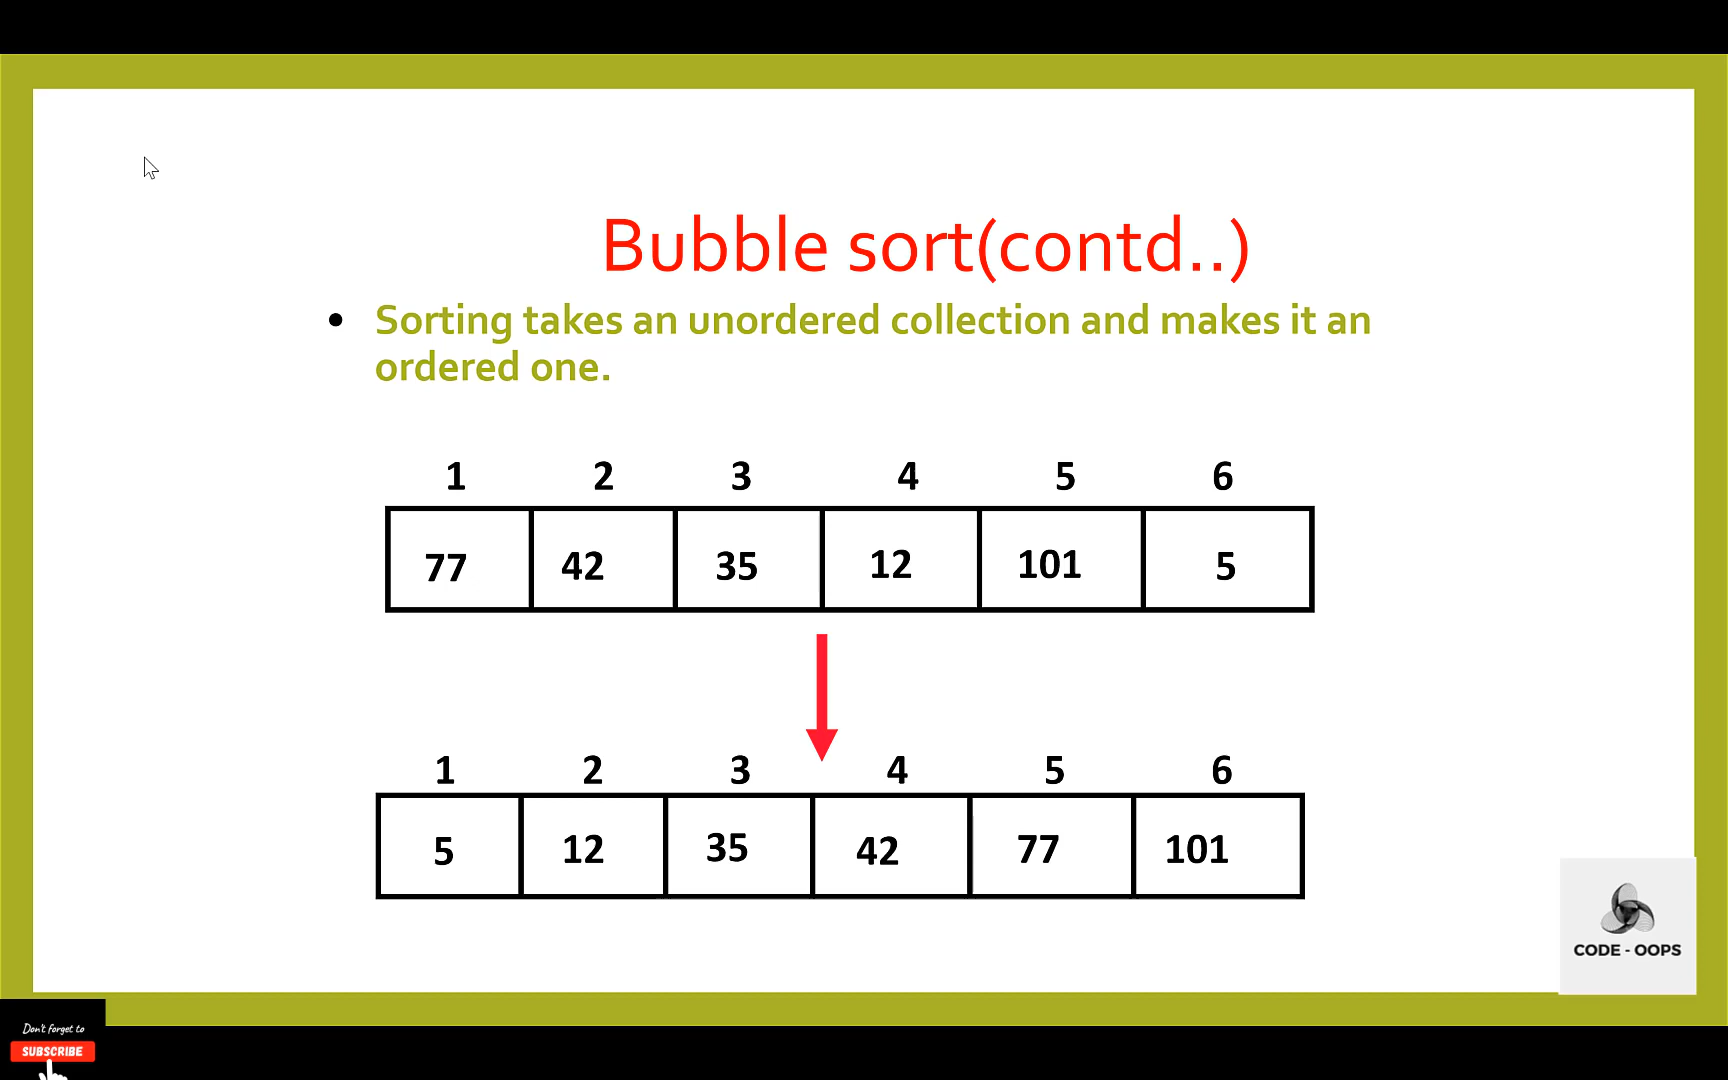 Bubble sort(contd..)
• Sorting takes an unordered collection and makes it an
ordered one.
1 2 3 4 5 6
77 42 35 12 101 5
1 2 3 4 5 6
5 12 35 42 77 101
CODE - OOPS
Don't forget to
SUBSCRIBE